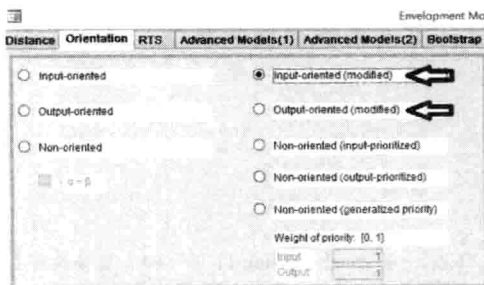 Envelopment Mo
Distance Orientation RTS Advanced Models(1) Advanced Models(2) Bootstrap
Input-oriented
Input-oriented (modified)
Output-oriented
Output-oriented (modified)
Non-oriented
Non-oriented (input-prioritized)
Non-oriented (output-prioritized)
Non-oriented (generalized priority)
Weight of priority: [0, 1]
Input 1
Output 1